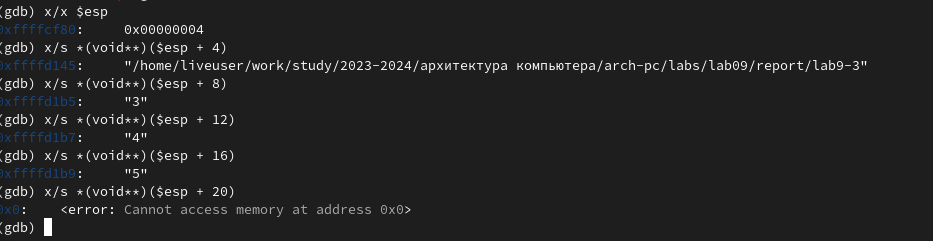 (gdb) x/x $esp
0xffffcf80:	0x00000004
(gdb) x/s *(void**)($esp + 4)
0xffffd145:	"/home/liveuser/work/study/2023-2024/архитектура компьютера/arch-pc/labs/lab09/report/lab9-3"
(gdb) x/s *(void**)($esp + 8)
0xffffd1b5:	"3"
(gdb) x/s *(void**)($esp + 12)
0xffffd1b7:	"4"
(gdb) x/s *(void**)($esp + 16)
0xffffd1b9:	"5"
(gdb) x/s *(void**)($esp + 20)
0x0:	<error: Cannot access memory at address 0x0>
(gdb)